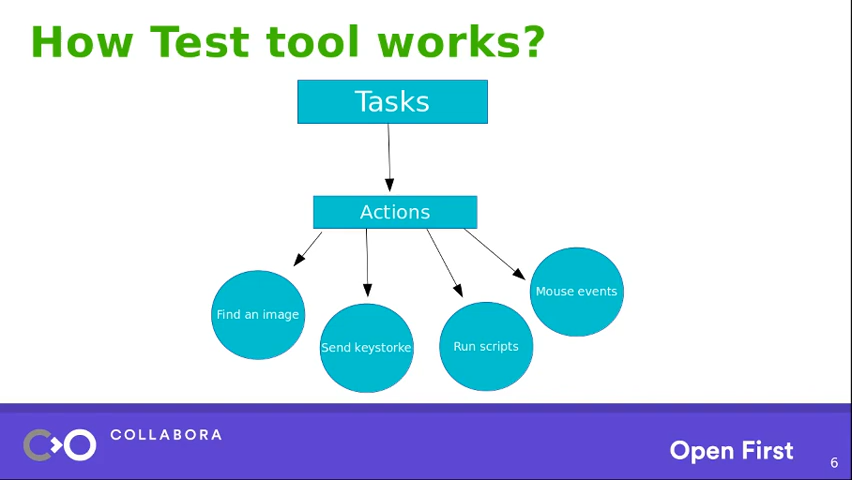 How Test tool works?
Tasks
Actions
Mouse events
Find an image
Send keystorke
Run scripts
COLLABORA
Open First
6